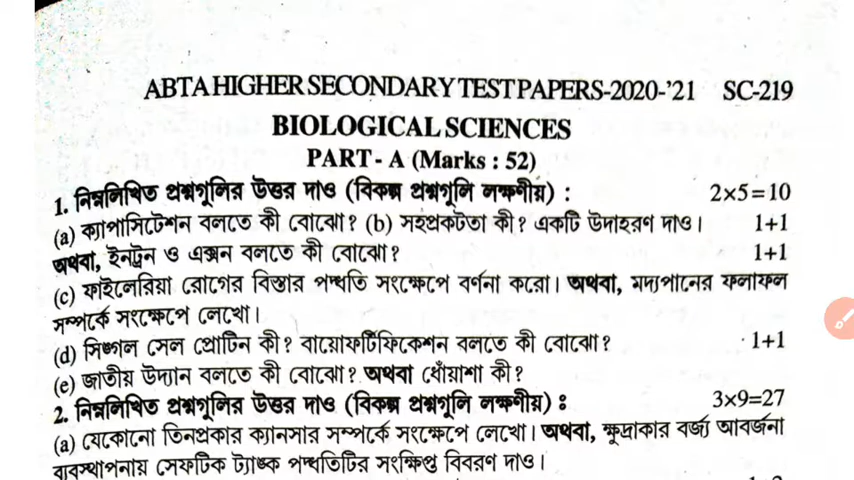 ABTA HIGHER SECONDARY TEST PAPERS-2020-'21 SC-219
BIOLOGICAL SCIENCES
PART - A (Marks : 52)
1. নিম্নলিখিত প্রশ্নগুলির উত্তর দাও (বিকল্প প্রশ্নগুলি লক্ষণীয়) : 2×5=10
(a) ক্যাপাসিটেশন বলতে কী বোঝো? (b) সহপ্রকটতা কী? একটি উদাহরণ দাও। 1+1
অথবা, ইনট্রন ও এক্সন বলতে কী বোঝো? 1+1
(c) ফাইলেরিয়া রোগের বিস্তার পদ্ধতি সংক্ষেপে বর্ণনা করো। অথবা, মদ্যপানের ফলাফল
সম্পর্কে সংক্ষেপে লেখো।
(d) সিঙ্গল সেল প্রোটিন কী? বায়োফর্টিফিকেশন বলতে কী বোঝো? 1+1
(e) জাতীয় উদ্যান বলতে কী বোঝো? অথবা ধোঁয়াশা কী?
2. নিম্নলিখিত প্রশ্নগুলির উত্তর দাও (বিকল্প প্রশ্নগুলি লক্ষণীয়) ঃ 3×9=27
(a) যেকোনো তিনপ্রকার ক্যানসার সম্পর্কে সংক্ষেপে লেখো। অথবা, ক্ষুদ্রাকার বর্জ্য আবর্জনা
ব্যবস্থাপনায় সেফটিক ট্যাঙ্ক পদ্ধতিটির সংক্ষিপ্ত বিবরণ দাও।